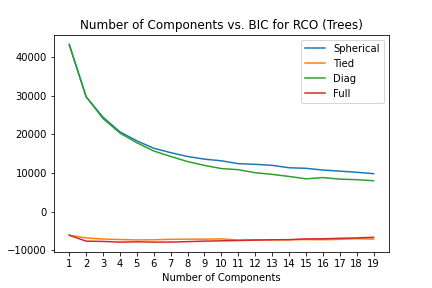 Number of Components vs. BIC for RCO (Trees)
Spherical
Tied
Diag
Full
40000
30000
20000
10000
0
−10000
1 2 3 4 5 6 7 8 9 10 11 12 13 14 15 16 17 18 19
Number of Components